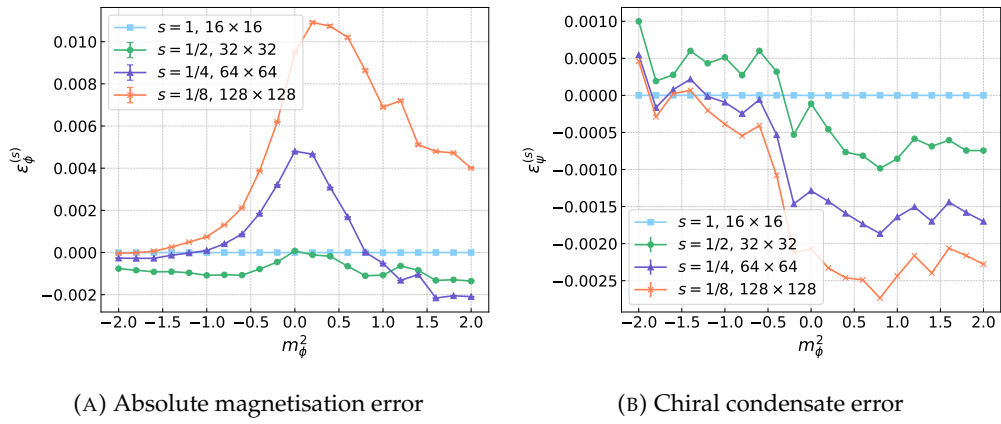 0.010
0.008
0.006
0.004
0.002
0.000
−0.002
ε_ϕ^(s)
s = 1, 16 × 16
s = 1/2, 32 × 32
s = 1/4, 64 × 64
s = 1/8, 128 × 128
−2.0 −1.5 −1.0 −0.5 0.0 0.5 1.0 1.5 2.0
m_ϕ^2
(A) Absolute magnetisation error
0.0010
0.0005
0.0000
−0.0005
−0.0010
−0.0015
−0.0020
−0.0025
ε_ψ^(s)
s = 1, 16 × 16
s = 1/2, 32 × 32
s = 1/4, 64 × 64
s = 1/8, 128 × 128
−2.0 −1.5 −1.0 −0.5 0.0 0.5 1.0 1.5 2.0
m_ϕ^2
(B) Chiral condensate error